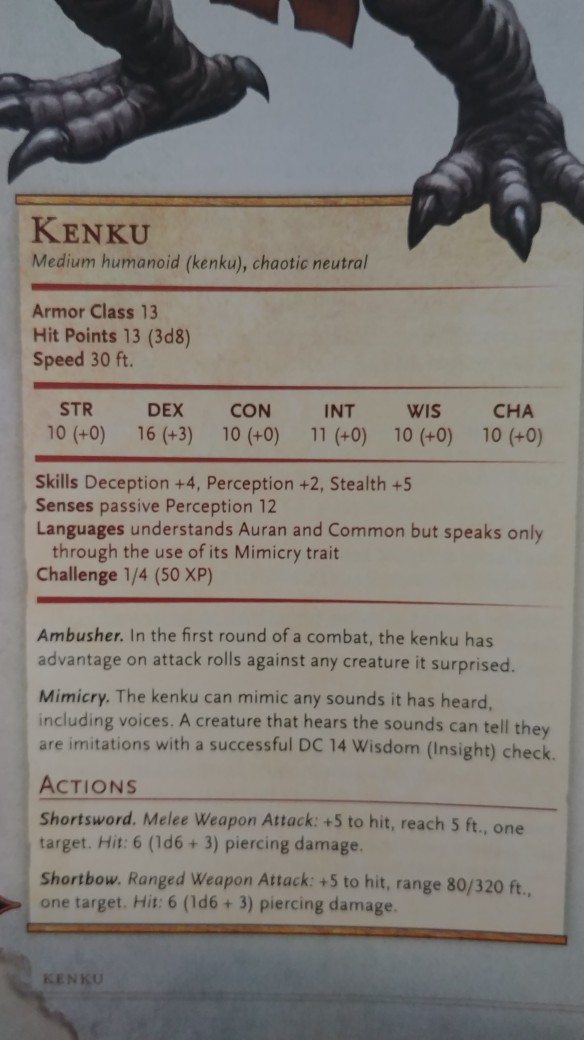 KENKU
Medium humanoid (kenku), chaotic neutral
Armor Class 13
Hit Points 13 (3d8)
Speed 30 ft.
STR DEX CON INT WIS CHA
10 (+0) 16 (+3) 10 (+0) 11 (+0) 10 (+0) 10 (+0)
Skills Deception +4, Perception +2, Stealth +5
Senses passive Perception 12
Languages understands Auran and Common but speaks only
through the use of its Mimicry trait
Challenge 1/4 (50 XP)
Ambusher. In the first round of a combat, the kenku has
advantage on attack rolls against any creature it surprised.
Mimicry. The kenku can mimic any sounds it has heard,
including voices. A creature that hears the sounds can tell they
are imitations with a successful DC 14 Wisdom (Insight) check.
ACTIONS
Shortsword. Melee Weapon Attack: +5 to hit, reach 5 ft., one
target. Hit: 6 (1d6 + 3) piercing damage.
Shortbow. Ranged Weapon Attack: +5 to hit, range 80/320 ft.,
one target. Hit: 6 (1d6 + 3) piercing damage.
KENKU